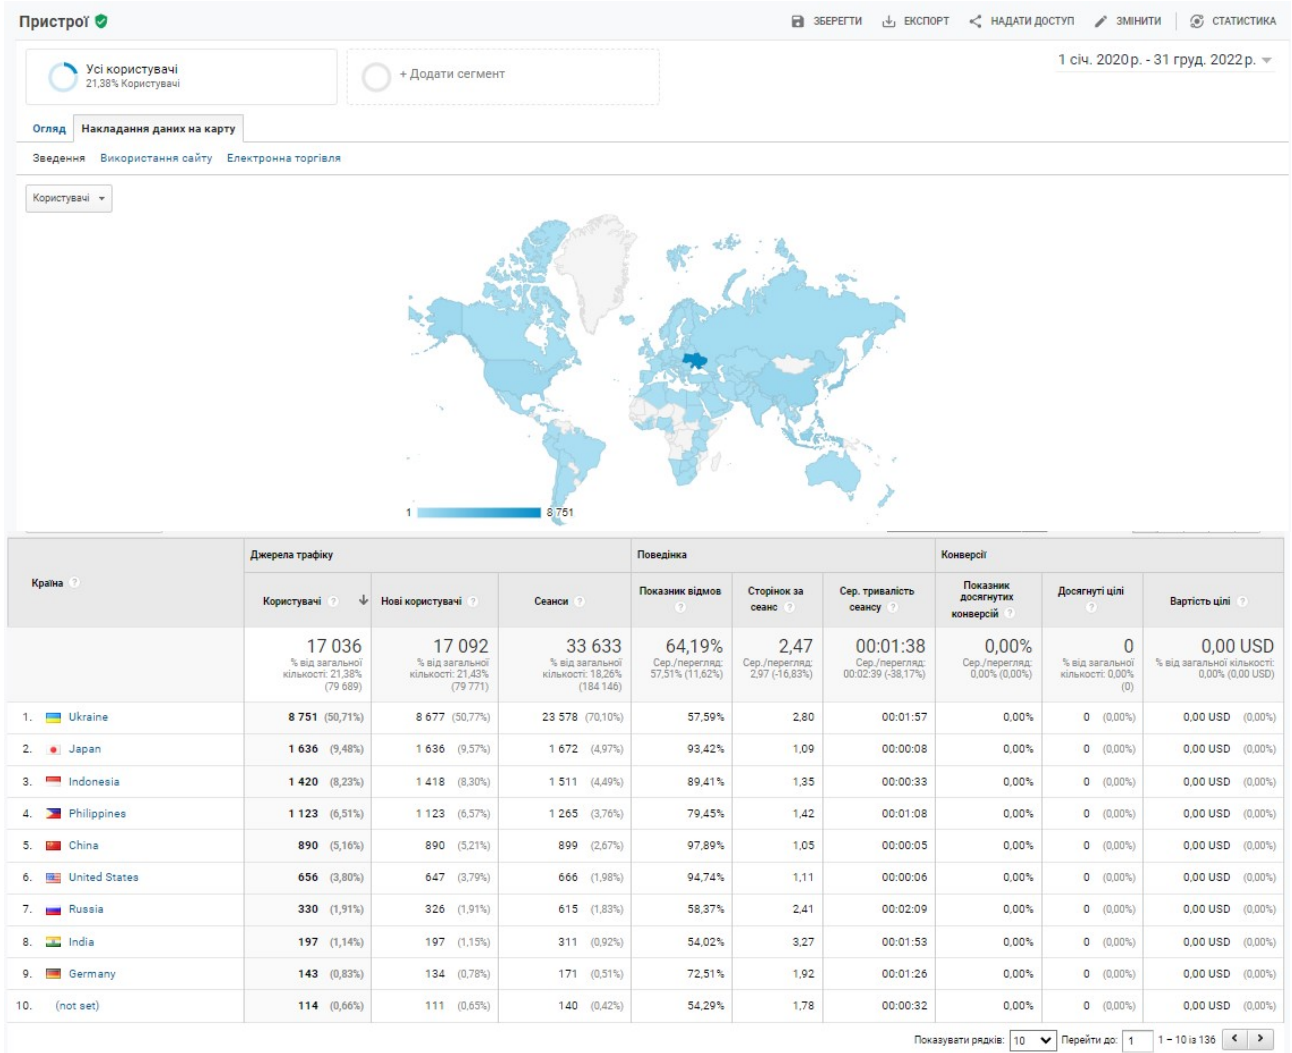 Пристрої
ЗБЕРЕГТИ ЕКСПОРТ НАДАТИ ДОСТУП ЗМІНИТИ СТАТИСТИКА
Усі користувачі
21,38% Користувачі
+ Додати сегмент
1 січ. 2020 р. - 31 груд. 2022 р.
Огляд Накладання даних на карту
Зведення Використання сайту Електронна торгівля
Користувачі
1 8 751
Країна ?
Джерела трафіку Поведінка Конверсії
Користувачі ? Нові користувачі ? Сеанси ? Показник відмов ? Сторінок за сеанс ? Сер. тривалість сеансу ? Показник досягнутих конверсій ? Досягнуті цілі ? Вартість цілі ?
17 036 17 092 33 633 64,19% 2,47 00:01:38 0,00% 0 0,00 USD
% від загальної кількості: 21,38% (79 689) % від загальної кількості: 21,43% (79 771) % від загальної кількості: 18,26% (184 146) Сер./перегляд: 57,51% (11,62%) Сер./перегляд: 2,97 (-16,83%) Сер./перегляд: 00:02:39 (-38,17%) Сер./перегляд: 0,00% (0,00%) % від загальної кількості: 0,00% (0) % від загальної кількості: 0,00% (0,00 USD)
1. Ukraine 8 751 (50,71%) 8 677 (50,77%) 23 578 (70,10%) 57,59% 2,80 00:01:57 0,00% 0 (0,00%) 0,00 USD (0,00%)
2. Japan 1 636 (9,48%) 1 636 (9,57%) 1 672 (4,97%) 93,42% 1,09 00:00:08 0,00% 0 (0,00%) 0,00 USD (0,00%)
3. Indonesia 1 420 (8,23%) 1 418 (8,30%) 1 511 (4,49%) 89,41% 1,35 00:00:33 0,00% 0 (0,00%) 0,00 USD (0,00%)
4. Philippines 1 123 (6,51%) 1 123 (6,57%) 1 265 (3,76%) 79,45% 1,42 00:01:08 0,00% 0 (0,00%) 0,00 USD (0,00%)
5. China 890 (5,16%) 890 (5,21%) 899 (2,67%) 97,89% 1,05 00:00:05 0,00% 0 (0,00%) 0,00 USD (0,00%)
6. United States 656 (3,80%) 647 (3,79%) 666 (1,98%) 94,74% 1,11 00:00:06 0,00% 0 (0,00%) 0,00 USD (0,00%)
7. Russia 330 (1,91%) 326 (1,91%) 615 (1,83%) 58,37% 2,41 00:02:09 0,00% 0 (0,00%) 0,00 USD (0,00%)
8. India 197 (1,14%) 197 (1,15%) 311 (0,92%) 54,02% 3,27 00:01:53 0,00% 0 (0,00%) 0,00 USD (0,00%)
9. Germany 143 (0,83%) 134 (0,78%) 171 (0,51%) 72,51% 1,92 00:01:26 0,00% 0 (0,00%) 0,00 USD (0,00%)
10. (not set) 114 (0,66%) 111 (0,65%) 140 (0,42%) 54,29% 1,78 00:00:32 0,00% 0 (0,00%) 0,00 USD (0,00%)
Показувати рядків: 10 Перейти до: 1 1 – 10 із 136